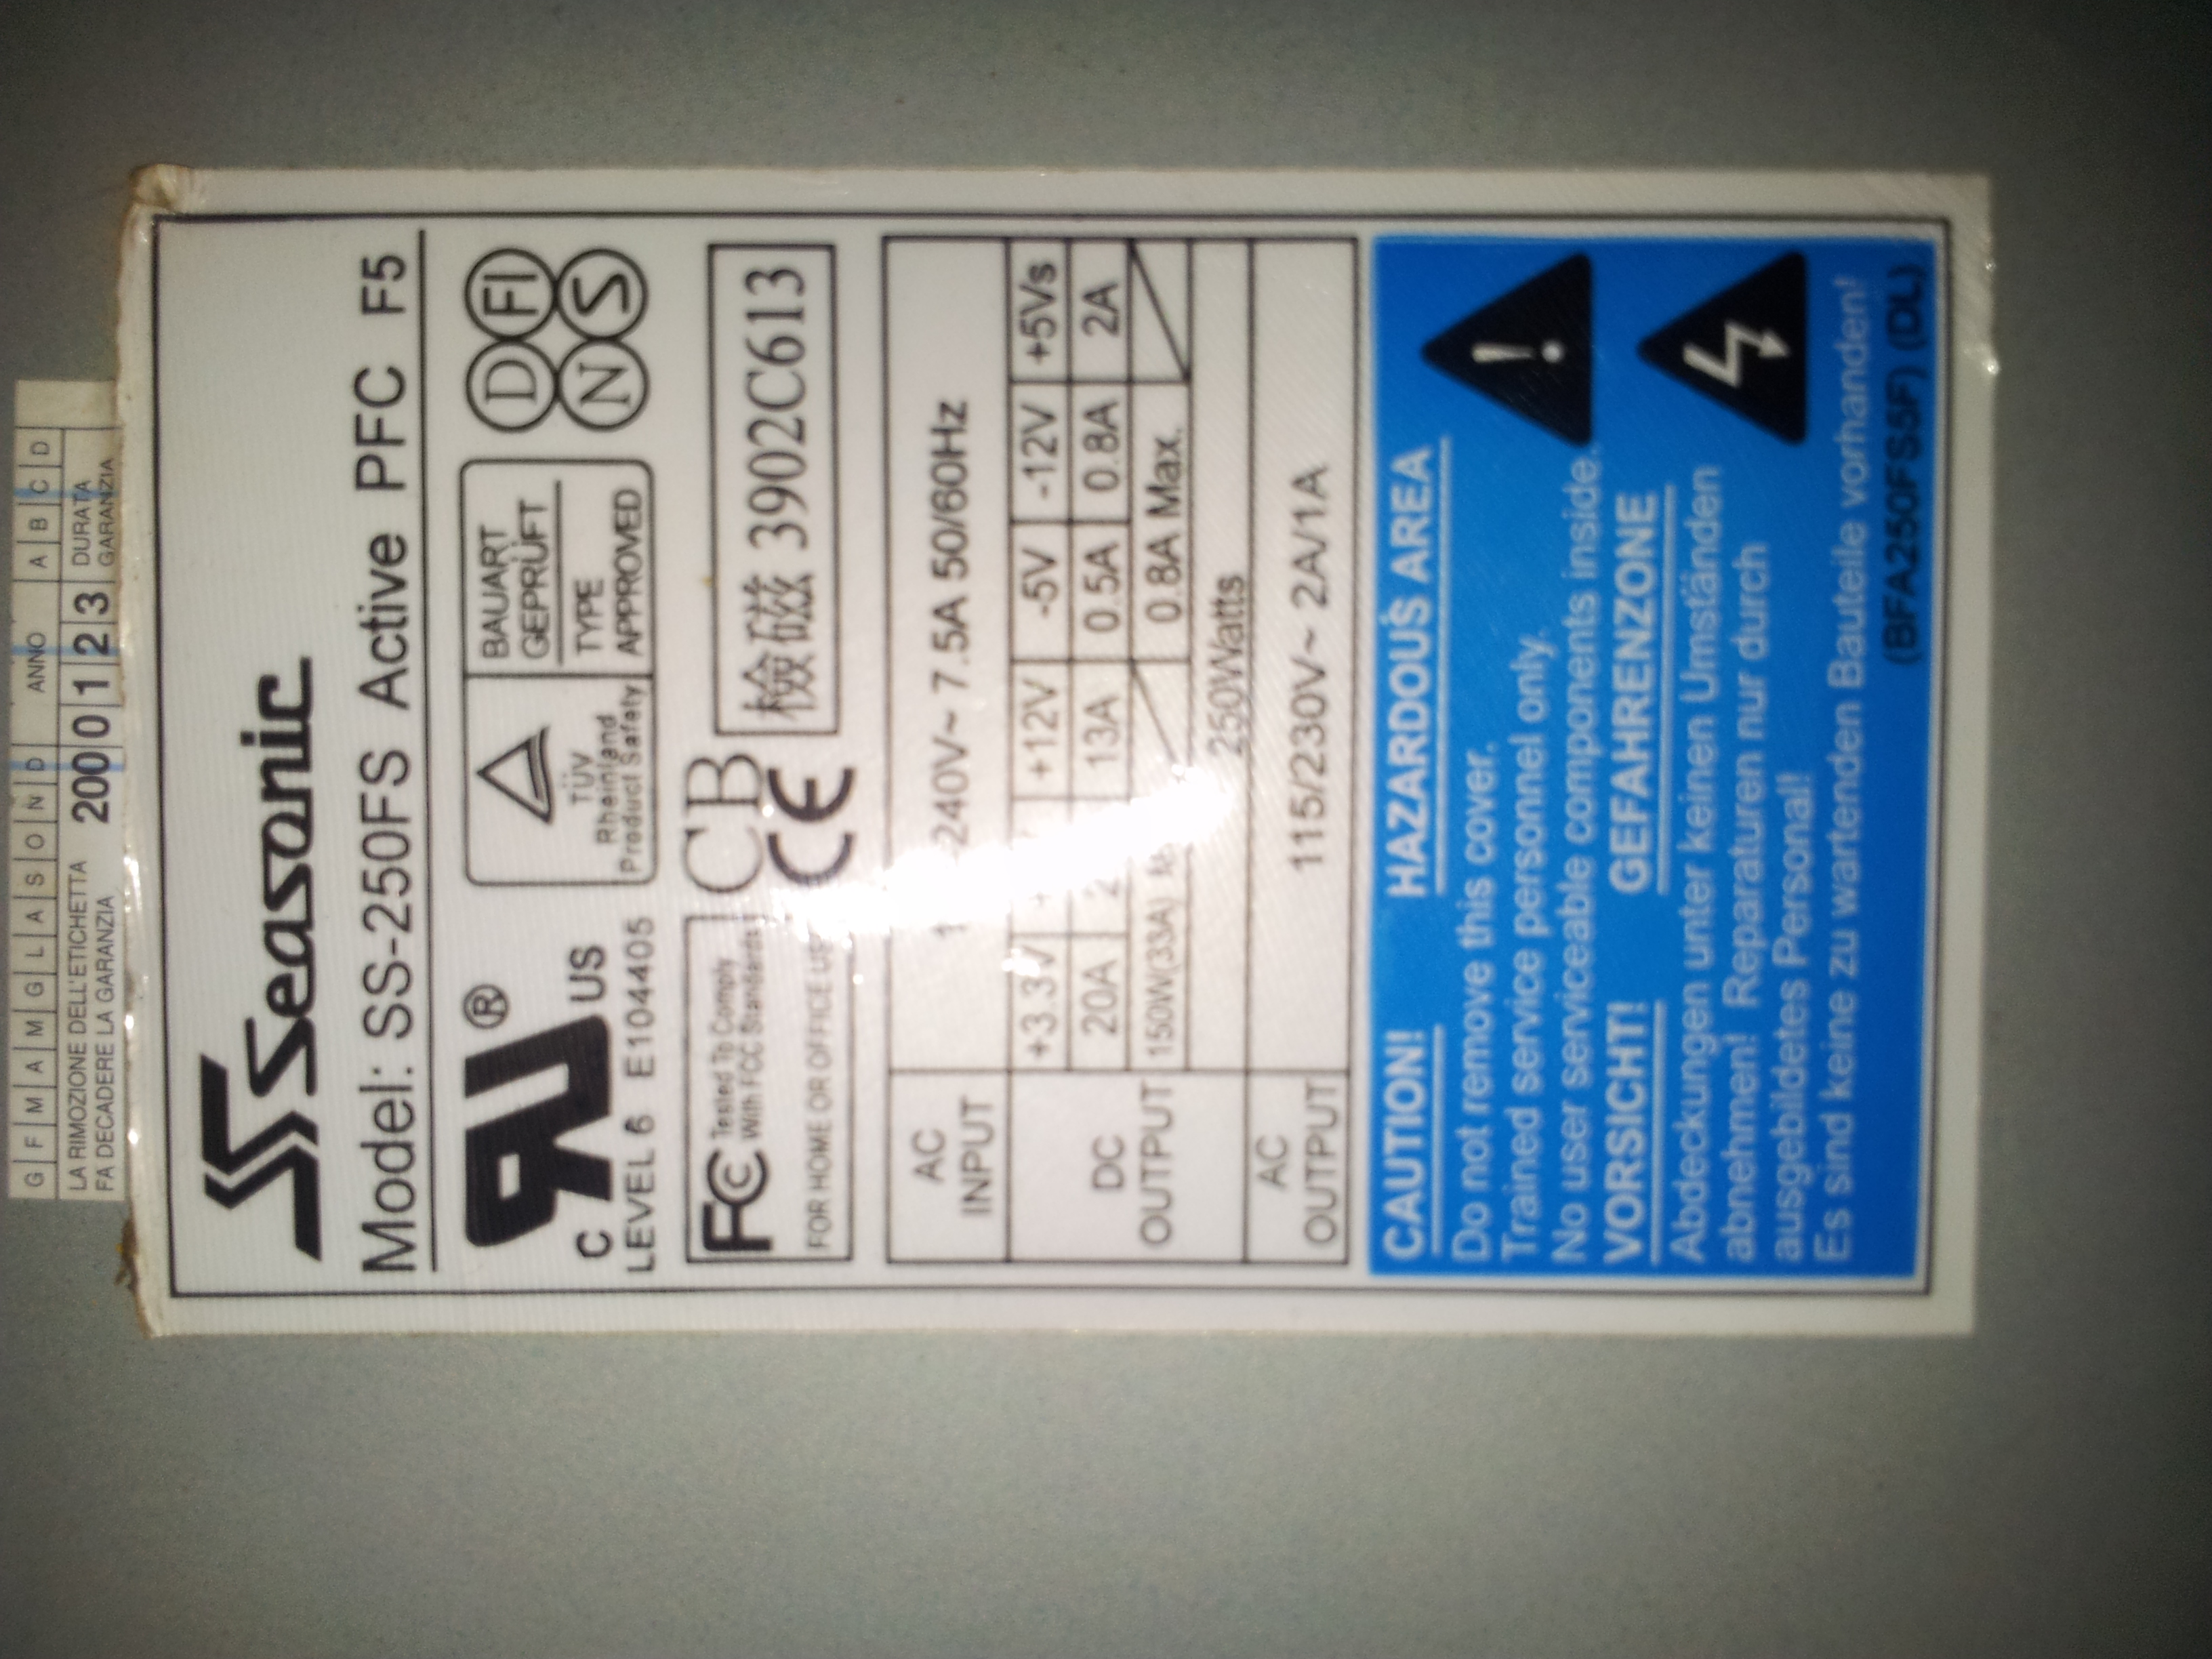 G F M A M G L A S O N D ANNO A B C D
LA RIMOZIONE DELL'ETICHETTA
FA DECADERE LA GARANZIA
200 0 1 2 3
DURATA
GARANZIA
Seasonic
Model: SS-250FS Active PFC F5
C ® US
LEVEL 6 E104405
TÜV
Rheinland
Product Safety
BAUART
GEPRÜFT
TYPE
APPROVED
D FI
N S
FC Tested To Comply
With FCC Standards
FOR HOME OR OFFICE USE
CB
CE
檢磁 3902C613
AC
INPUT
240V~ 7.5A 50/60Hz
DC
OUTPUT
+3.3V +12V -5V -12V +5Vs
20A 13A 0.5A 0.8A 2A
150W(33A) 0.8A Max.
250Watts
AC
OUTPUT
115/230V~ 2A/1A
CAUTION! HAZARDOUS AREA
Do not remove this cover.
Trained service personnel only.
No user serviceable components inside.
VORSICHT! GEFAHRENZONE
Abdeckungen unter keinen Umständen
abnehmen! Reparaturen nur durch
ausgebildetes Personal!
Es sind keine zu wartenden Bauteile vorhanden!
(BFA250FS5F) (DL)